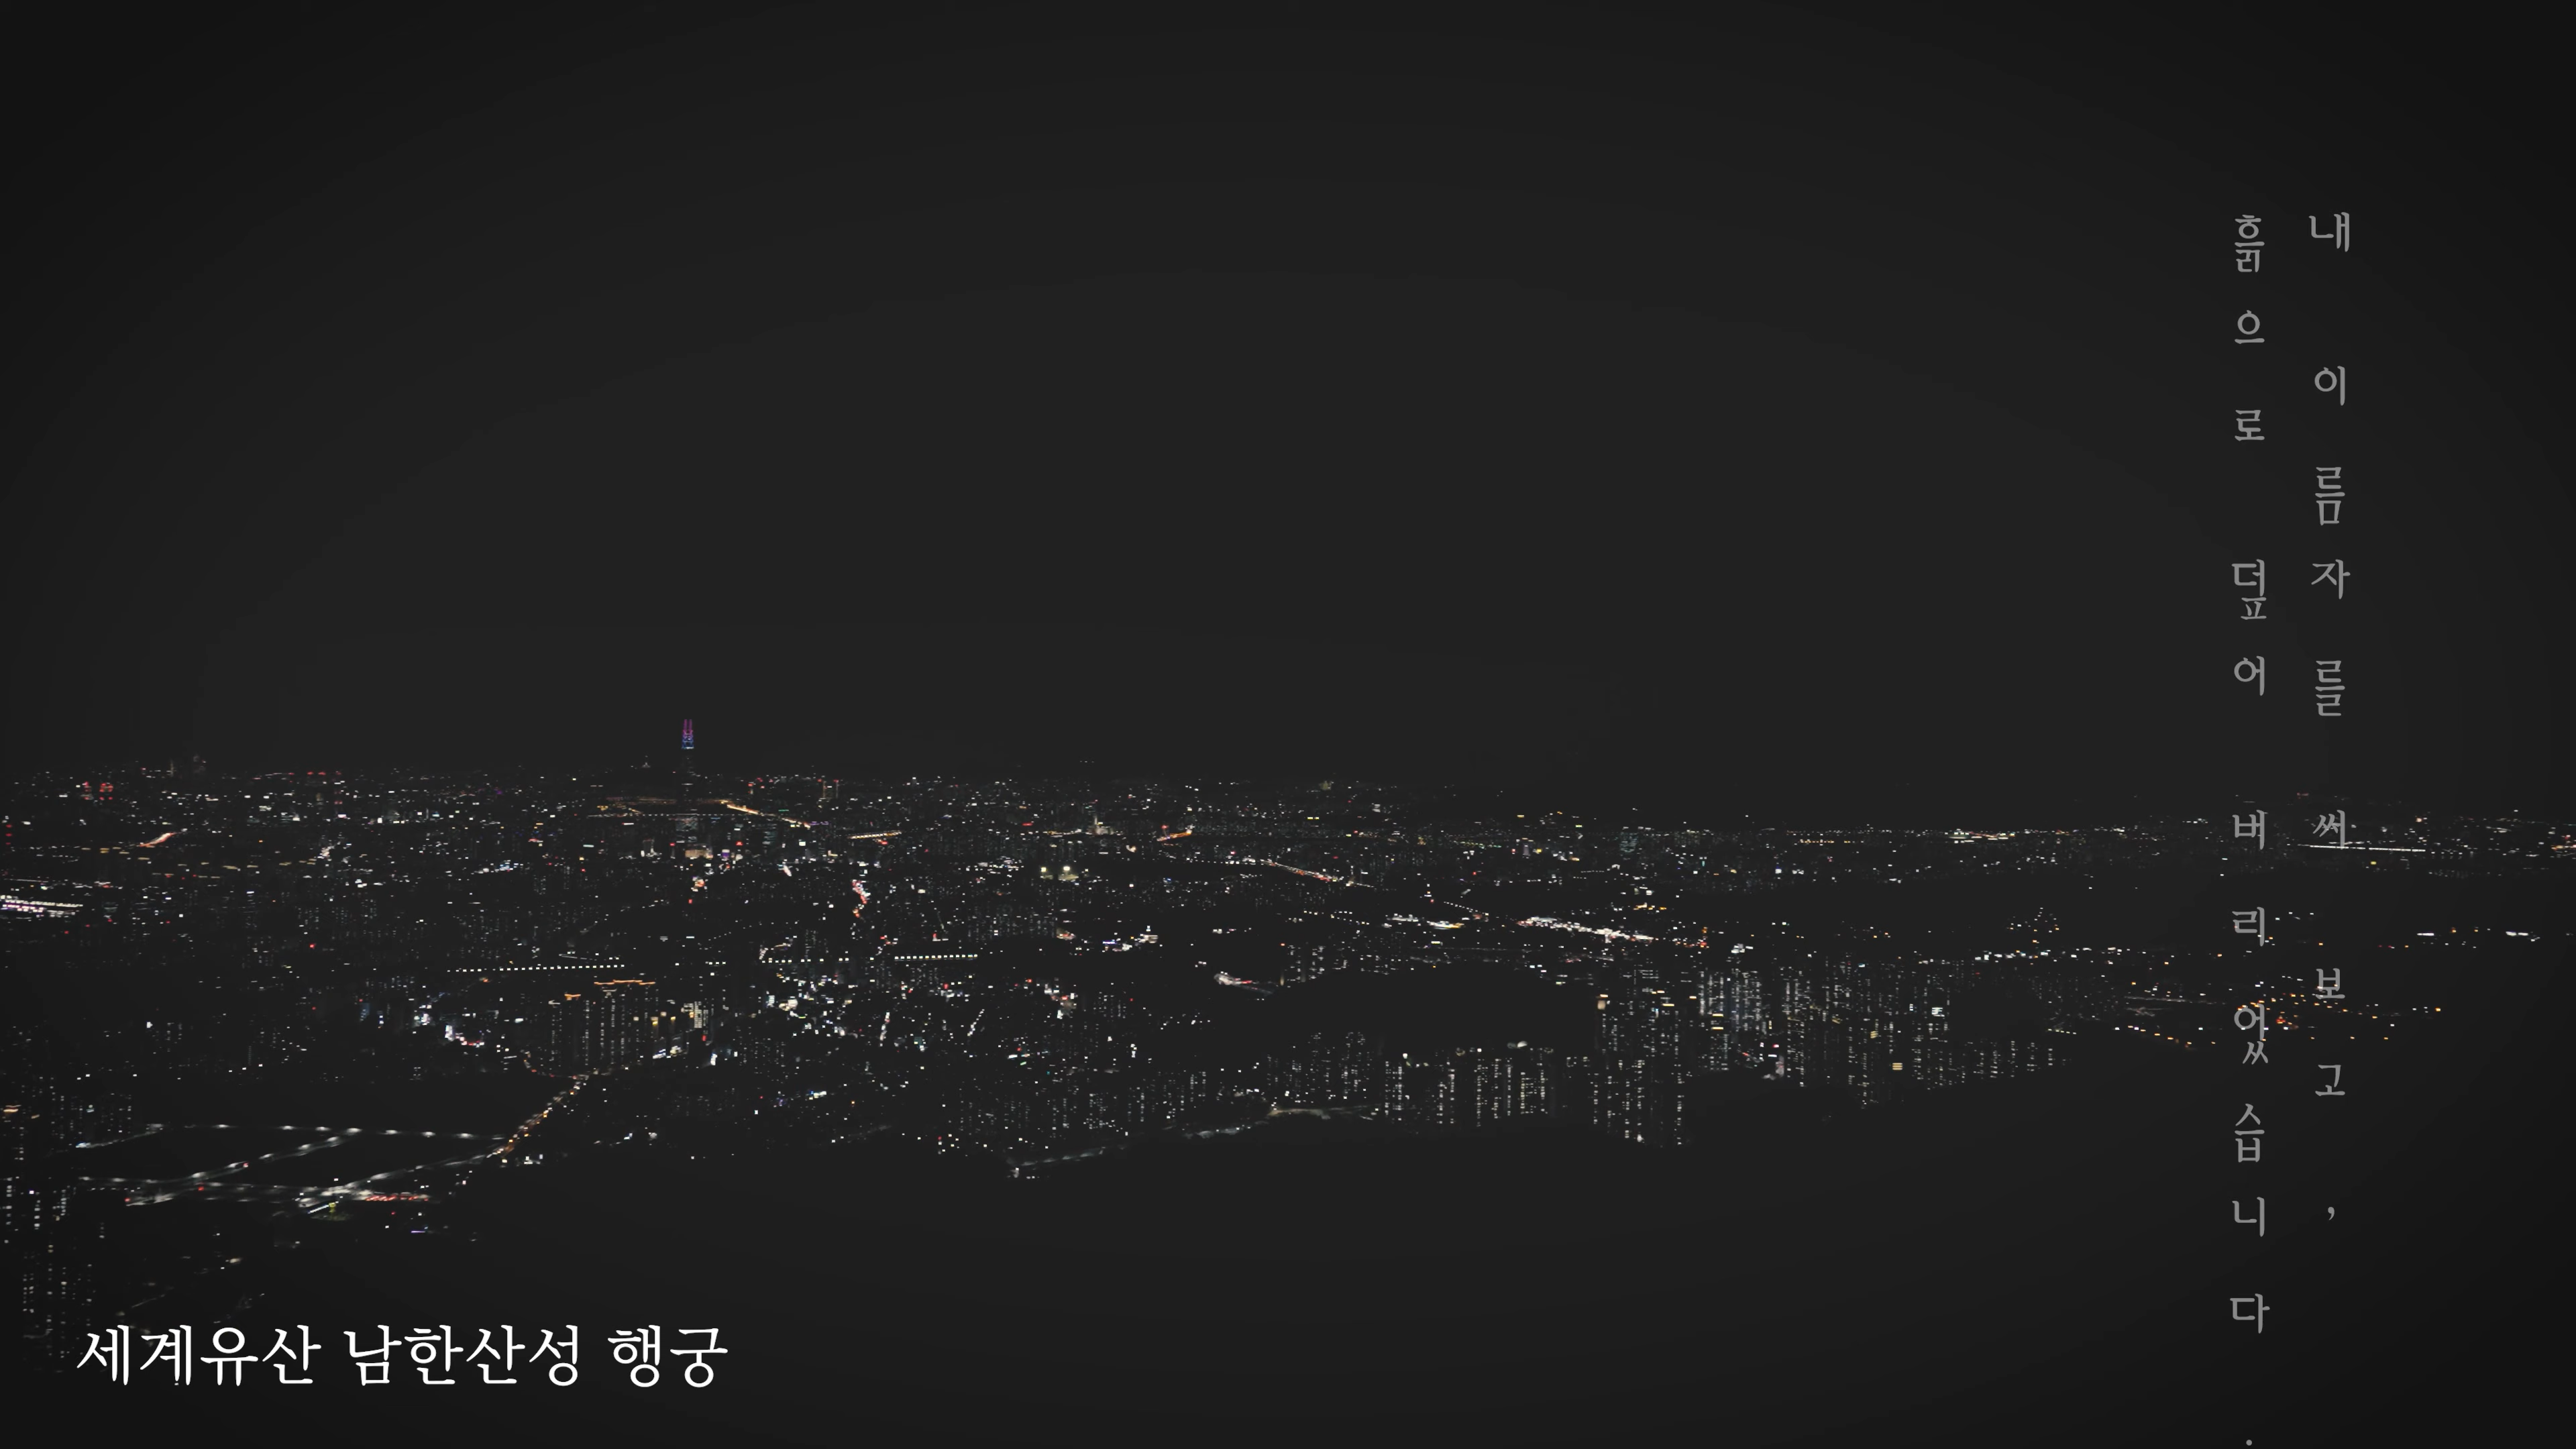 내 이름자를 써 보고,
흙으로 덮어 버리었습니다.
세계유산 남한산성 행궁